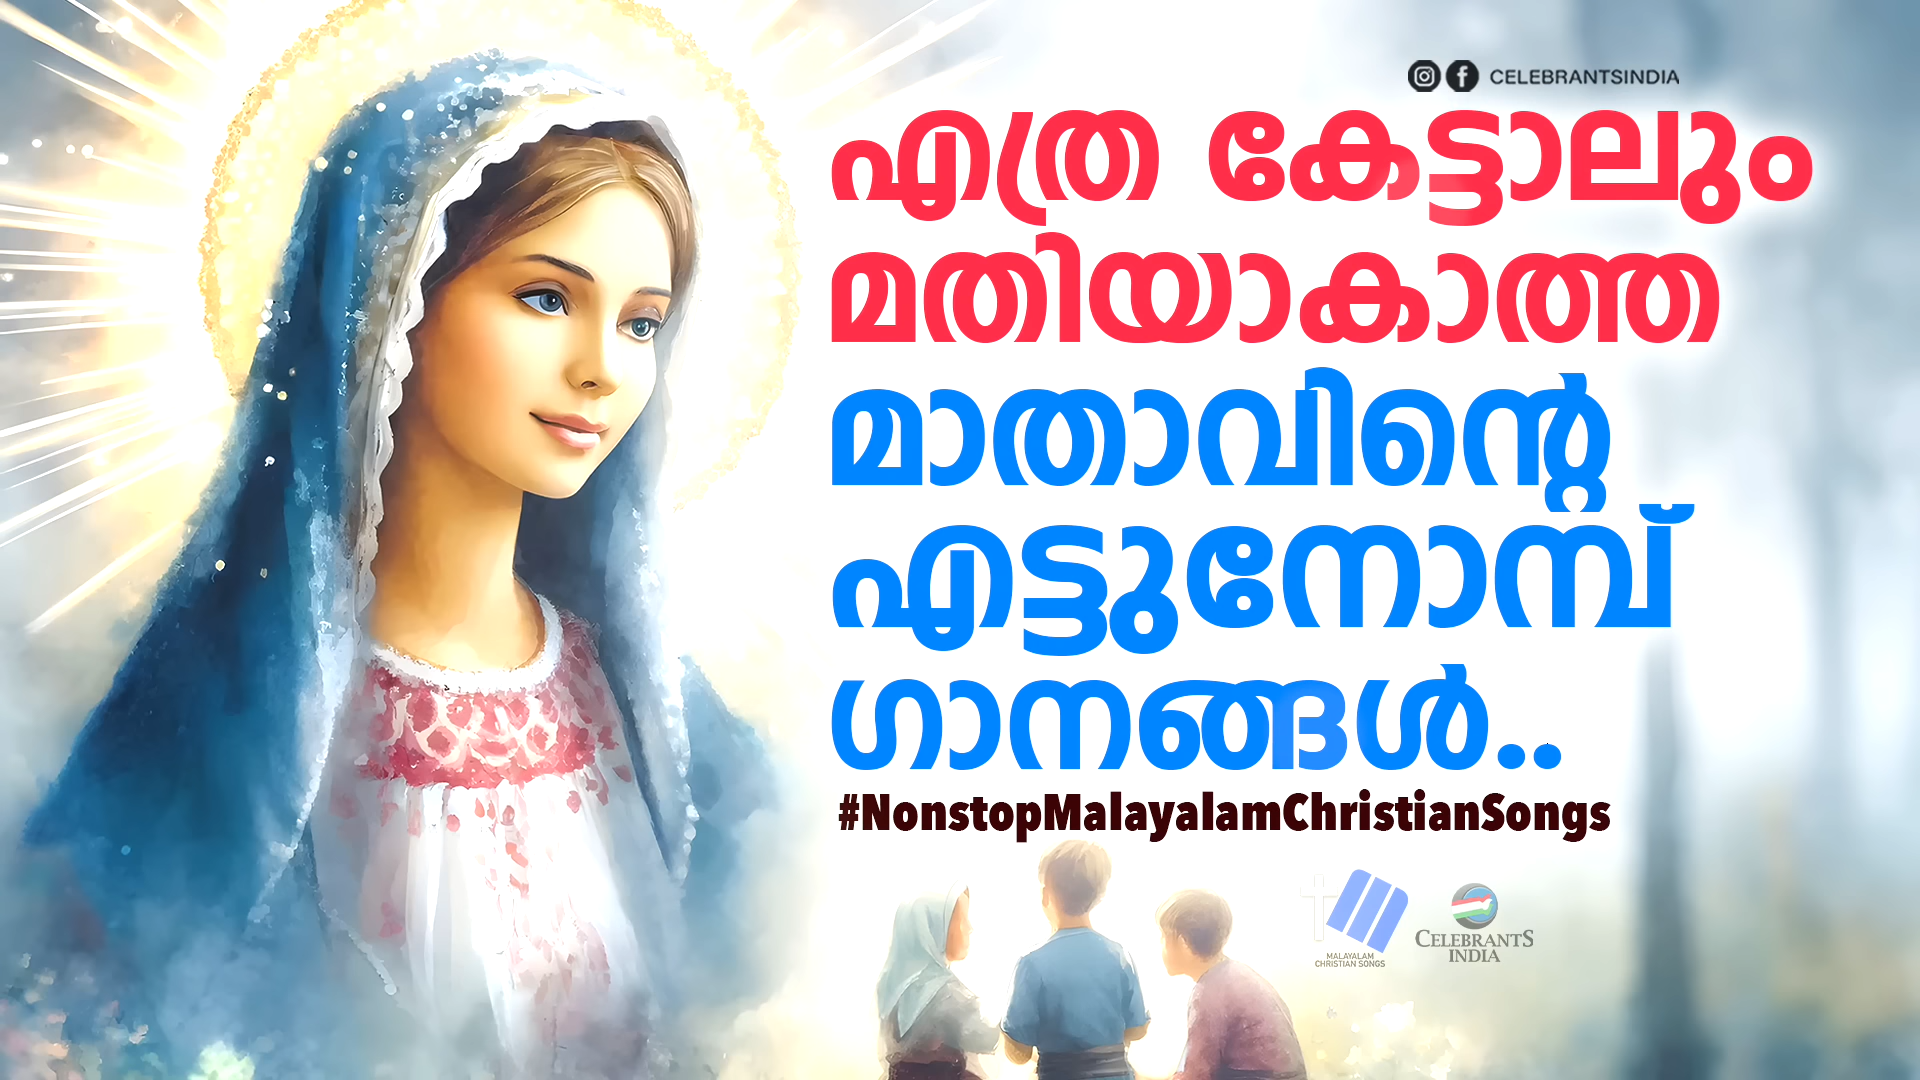 CELEBRANTSINDIA
എത്ര കേട്ടാലും
മതിയാകാത്ത
മാതാവിന്റെ
എട്ടുനോമ്പ്
ഗാനങ്ങൾ..
#NonstopMalayalamChristianSongs
MALAYALAM
CHRISTIAN SONGS
CELEBRANTS
INDIA